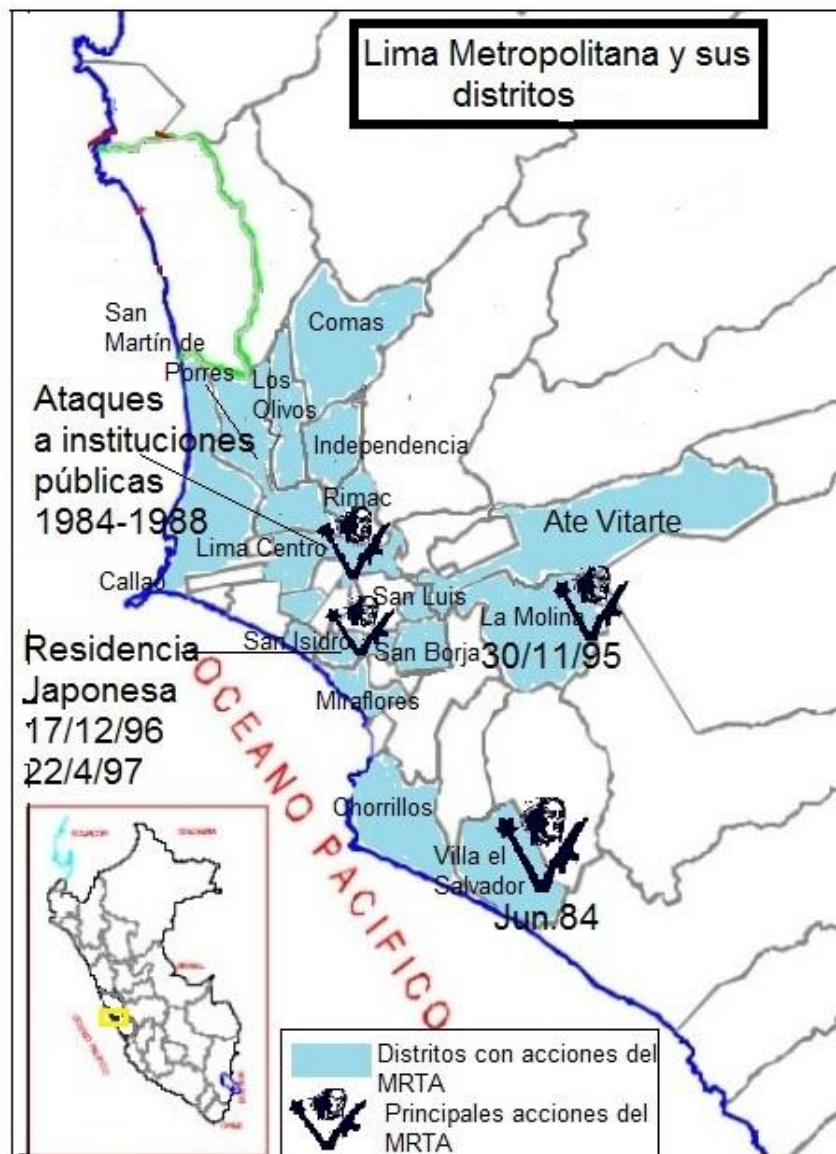 Lima Metropolitana y sus
distritos
San
Martín de
Porres
Comas
Los
Olivos
Ataques
a instituciones
públicas
1984-1988
Independencia
Rimac
Ate Vitarte
Lima Centro
Callao
San Luis
La Molina
30/11/95
San Isidro
San Borja
Residencia
Japonesa
17/12/96
22/4/97
Miraflores
OCEANO PACIFICO
Chorrillos
Villa el
Salvador
Jun.84
Distritos con acciones del
MRTA
Principales acciones del
MRTA